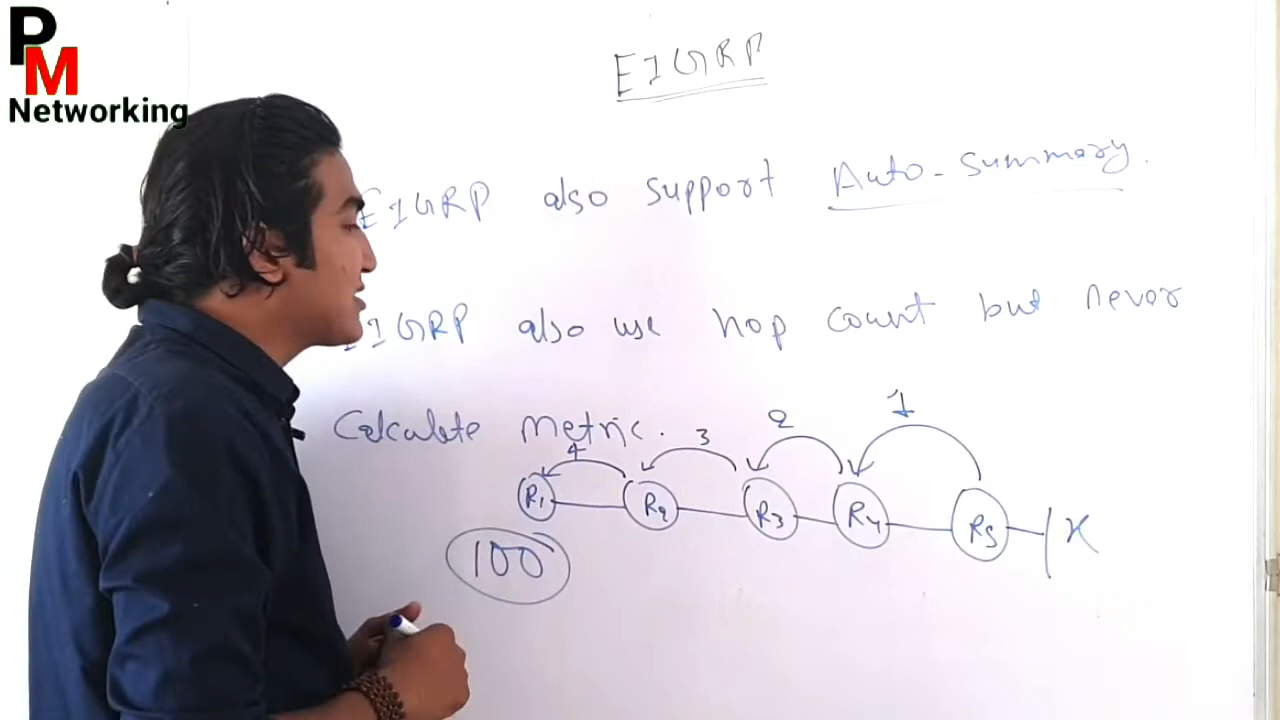 PM
Networking
EIGRP
EIGRP also support Auto-summary.
EIGRP also use hop count but never
Calculate metric.
4 3 2 1
R1 R2 R3 R4 R5 X
100